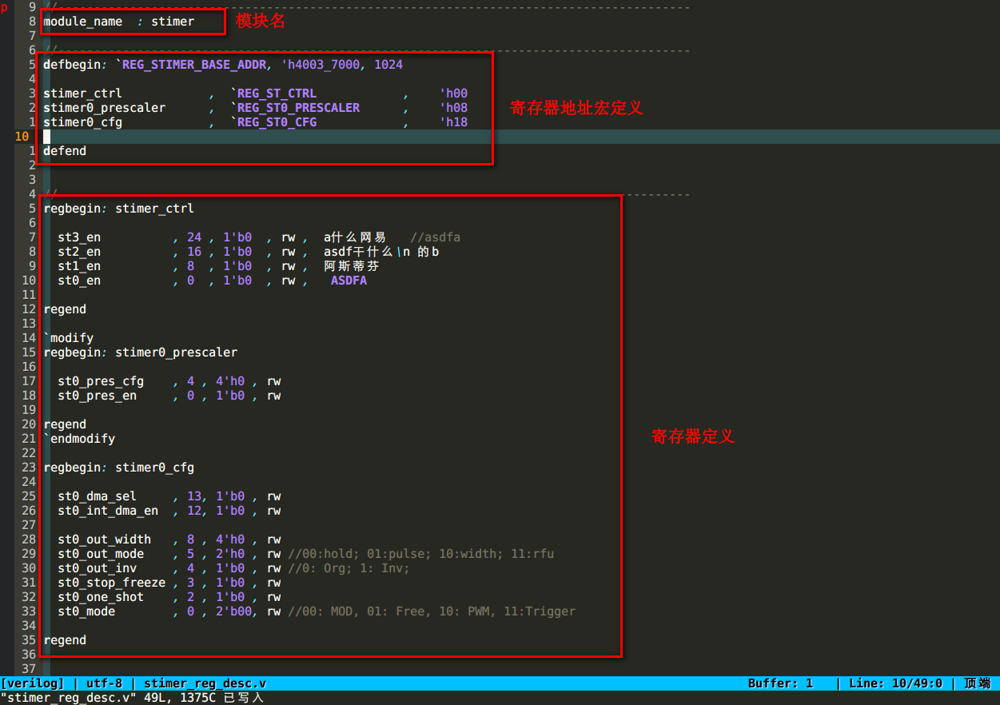 p 9 //----------------------------------------------------------------------------------------
8 module_name  : stimer 模块名
7
6 //----------------------------------------------------------------------------------------
5 defbegin: `REG_STIMER_BASE_ADDR, 'h4003_7000, 1024
4
3 stimer_ctrl            ,  `REG_ST_CTRL            ,    'h00
2 stimer0_prescaler      ,  `REG_ST0_PRESCALER      ,    'h08 寄存器地址宏定义
1 stimer0_cfg            ,  `REG_ST0_CFG            ,    'h18
10
1 defend
2
3
4 //----------------------------------------------------------------------------------------
5 regbegin: stimer_ctrl
6
7   st3_en          , 24 , 1'b0  , rw ,  a什么网易   //asdfa
8   st2_en          , 16 , 1'b0  , rw ,  asdf干什么\n 的b
9   st1_en          , 8  , 1'b0  , rw ,  阿斯蒂芬
10   st0_en          , 0  , 1'b0  , rw ,   ASDFA
11
12 regend
13
14 `modify
15 regbegin: stimer0_prescaler
16
17   st0_pres_cfg    , 4 , 4'h0 , rw
18   st0_pres_en     , 0 , 1'b0 , rw
19
20 regend
21 `endmodify 寄存器定义
22
23 regbegin: stimer0_cfg
24
25   st0_dma_sel     , 13, 1'b0 , rw
26   st0_int_dma_en  , 12, 1'b0 , rw
27
28   st0_out_width   , 8 , 4'h0 , rw
29   st0_out_mode    , 5 , 2'h0 , rw //00:hold; 01:pulse; 10:width; 11:rfu
30   st0_out_inv     , 4 , 1'b0 , rw //0: Org; 1: Inv;
31   st0_stop_freeze , 3 , 1'b0 , rw
32   st0_one_shot    , 2 , 1'b0 , rw
33   st0_mode        , 0 , 2'b00, rw //00: MOD, 01: Free, 10: PWM, 11:Trigger
34
35 regend
36
37
[verilog] | utf-8 | stimer_reg_desc.v Buffer: 1   | Line: 10/49:0 | 顶端
"stimer_reg_desc.v" 49L, 1375C 已写入